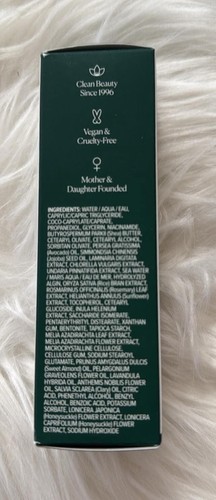 Clean Beauty
Since 1996
Vegan &
Cruelty-Free
Mother &
Daughter Founded
INGREDIENTS: WATER / AQUA / EAU,
CAPRYLIC/CAPRIC TRIGLYCERIDE,
COCO-CAPRYLATE/CAPRATE,
PROPANEDIOL, GLYCERIN, NIACINAMIDE,
BUTYROSPERMUM PARKII (Shea) BUTTER,
CETEARYL OLIVATE, CETEARYL ALCOHOL,
SORBITAN OLIVATE, PERSEA GRATISSIMA
(Avocado) OIL, SIMMONDSIA CHINENSIS
(Jojoba) SEED OIL, LAMINARIA DIGITATA
EXTRACT, CHLORELLA VULGARIS EXTRACT,
UNDARIA PINNATIFIDA EXTRACT, SEA WATER
/ MARIS AQUA / EAU DE MER, HYDROLYZED
ALGIN, ORYZA SATIVA (Rice) BRAN EXTRACT,
ROSMARINUS OFFICINALIS (Rosemary) LEAF
EXTRACT, HELIANTHUS ANNUUS (Sunflower)
EXTRACT, TOCOPHEROL, CETEARYL
GLUCOSIDE, INULA HELENIUM
EXTRACT, SACCHARIDE ISOMERATE,
PENTAERYTHRITYL DISTEARATE, XANTHAN
GUM, BENTONITE, TAPIOCA STARCH,
MELIA AZADIRACHTA LEAF EXTRACT,
MELIA AZADIRACHTA FLOWER EXTRACT,
MICROCRYSTALLINE CELLULOSE,
CELLULOSE GUM, SODIUM STEAROYL
GLUTAMATE, PRUNUS AMYGDALUS DULCIS
(Sweet Almond) OIL, PELARGONIUM
GRAVEOLENS FLOWER OIL, LAVANDULA
HYBRIDA OIL, ANTHEMIS NOBILIS FLOWER
OIL, SALVIA SCLAREA (Clary) OIL, CITRIC
ACID, PHENETHYL ALCOHOL, BENZYL
ALCOHOL, BENZOIC ACID, POTASSIUM
SORBATE, LONICERA JAPONICA
(Honeysuckle) FLOWER EXTRACT, LONICERA
CAPRIFOLIUM (Honeysuckle) FLOWER
EXTRACT, SODIUM HYDROXIDE